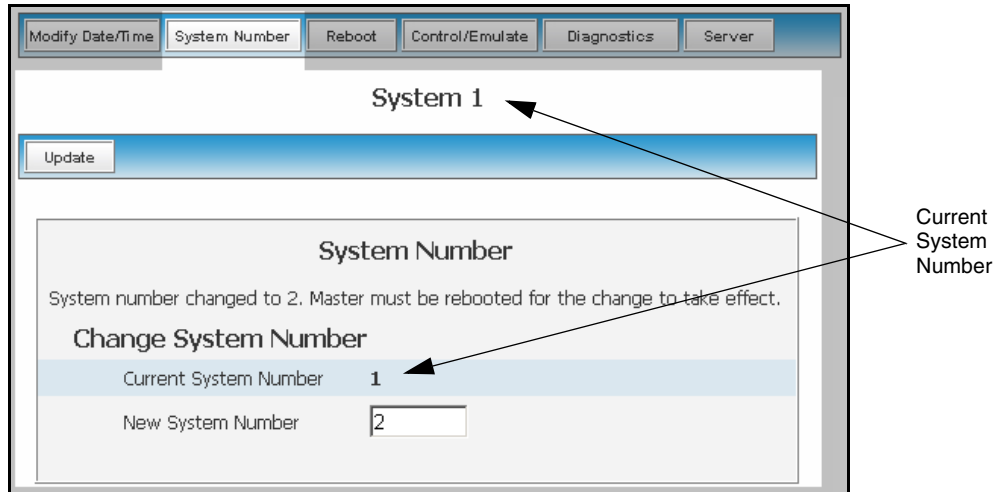 Modify Date/Time System Number Reboot Control/Emulate Diagnostics Server
System 1
Update
Current
System
Number
System Number
System number changed to 2. Master must be rebooted for the change to take effect.
Change System Number
Current System Number 1
New System Number 2